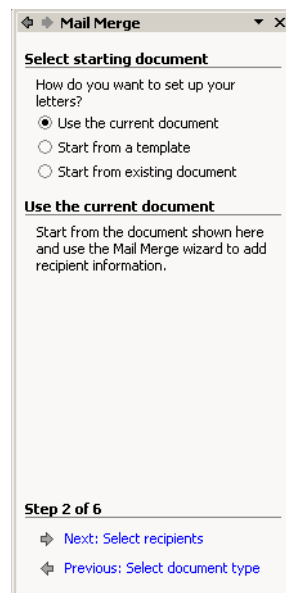 Mail Merge
Select starting document
How do you want to set up your
letters?
Use the current document
Start from a template
Start from existing document
Use the current document
Start from the document shown here
and use the Mail Merge wizard to add
recipient information.
Step 2 of 6
Next: Select recipients
Previous: Select document type